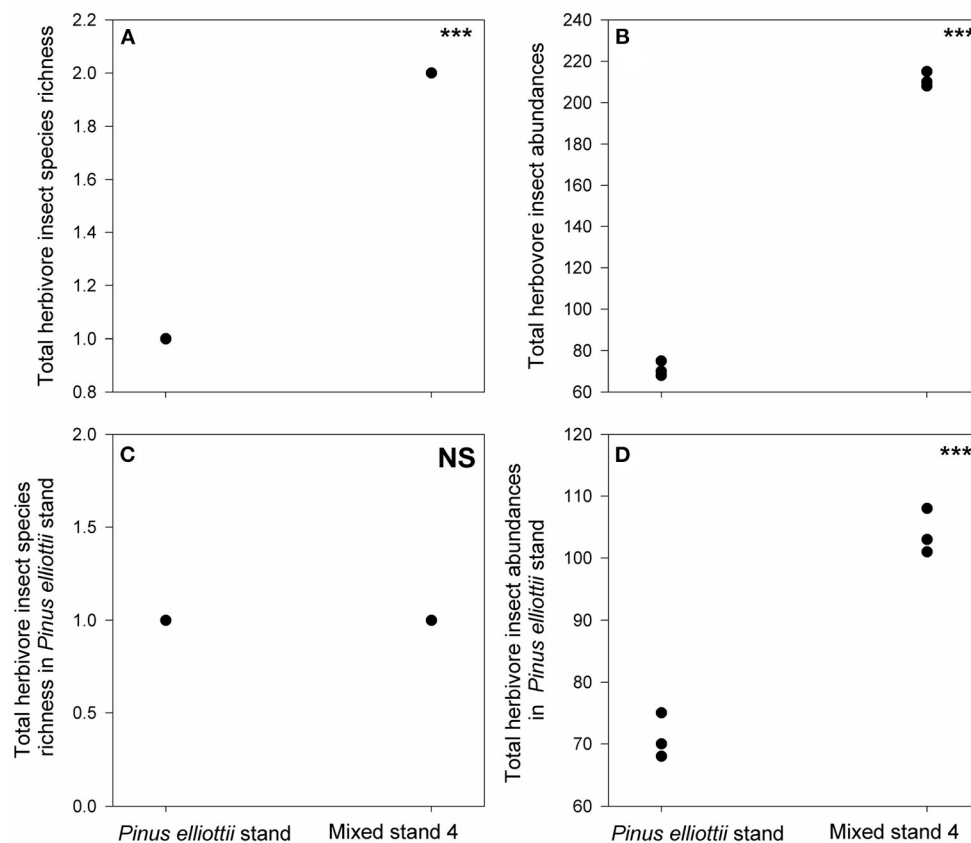 Total herbivore insect species richness
2.2
2.0
1.8
1.6
1.4
1.2
1.0
0.8
A
***
Total herbovore insect abundances
240
220
200
180
160
140
120
100
80
60
B
***
Total herbivore insect species
richness in Pinus elliottii stand
2.0
1.5
1.0
0.5
0.0
C
NS
Pinus elliottii stand
Mixed stand 4
Total herbivore insect abundances
in Pinus elliottii stand
120
110
100
90
80
70
60
D
***
Pinus elliottii stand
Mixed stand 4